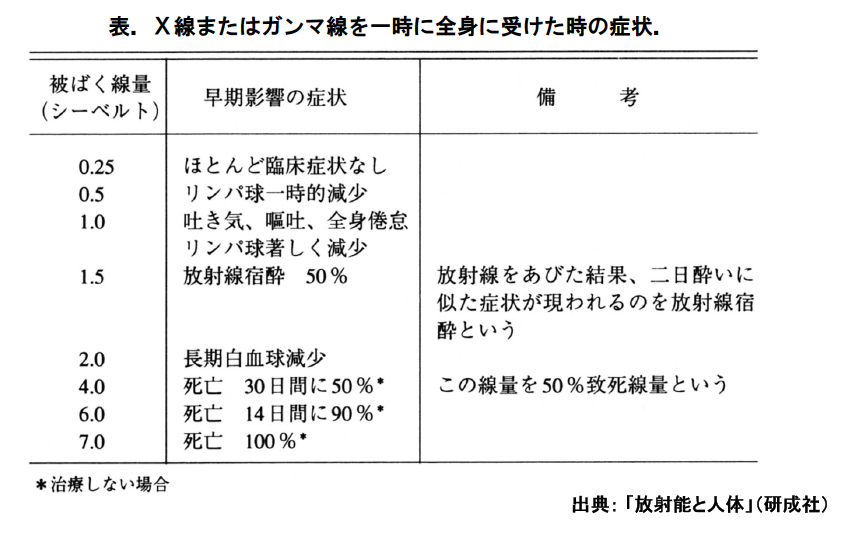 表．Ｘ線またはガンマ線を一時に全身に受けた時の症状．
被ばく線量
（シーベルト）
早期影響の症状
備　考
0.25　ほとんど臨床症状なし
0.5　リンパ球一時的減少
1.0　吐き気、嘔吐、全身倦怠
リンパ球著しく減少
1.5　放射線宿酔　50％　放射線をあびた結果、二日酔いに
似た症状が現われるのを放射線宿
酔という
2.0　長期白血球減少
4.0　死亡　30日間に50％*　この線量を50％致死線量という
6.0　死亡　14日間に90％*
7.0　死亡　100％*
＊治療しない場合
出典：「放射能と人体」（研成社）